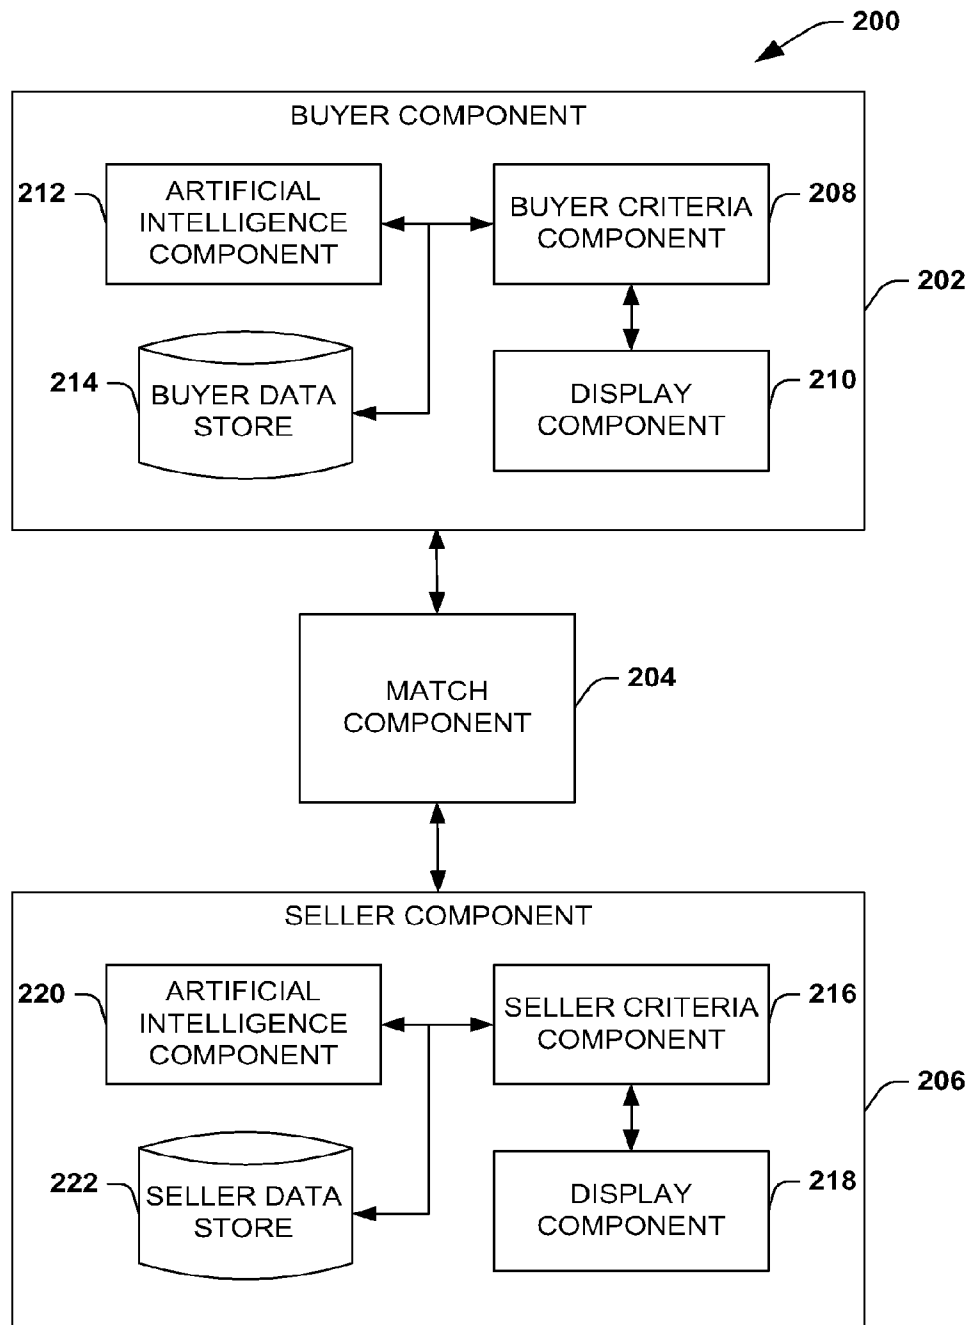 200
BUYER COMPONENT
212
ARTIFICIAL
INTELLIGENCE
COMPONENT
BUYER CRITERIA
COMPONENT
208
202
214
BUYER DATA
STORE
DISPLAY
COMPONENT
210
MATCH
COMPONENT
204
SELLER COMPONENT
220
ARTIFICIAL
INTELLIGENCE
COMPONENT
SELLER CRITERIA
COMPONENT
216
206
222
SELLER DATA
STORE
DISPLAY
COMPONENT
218